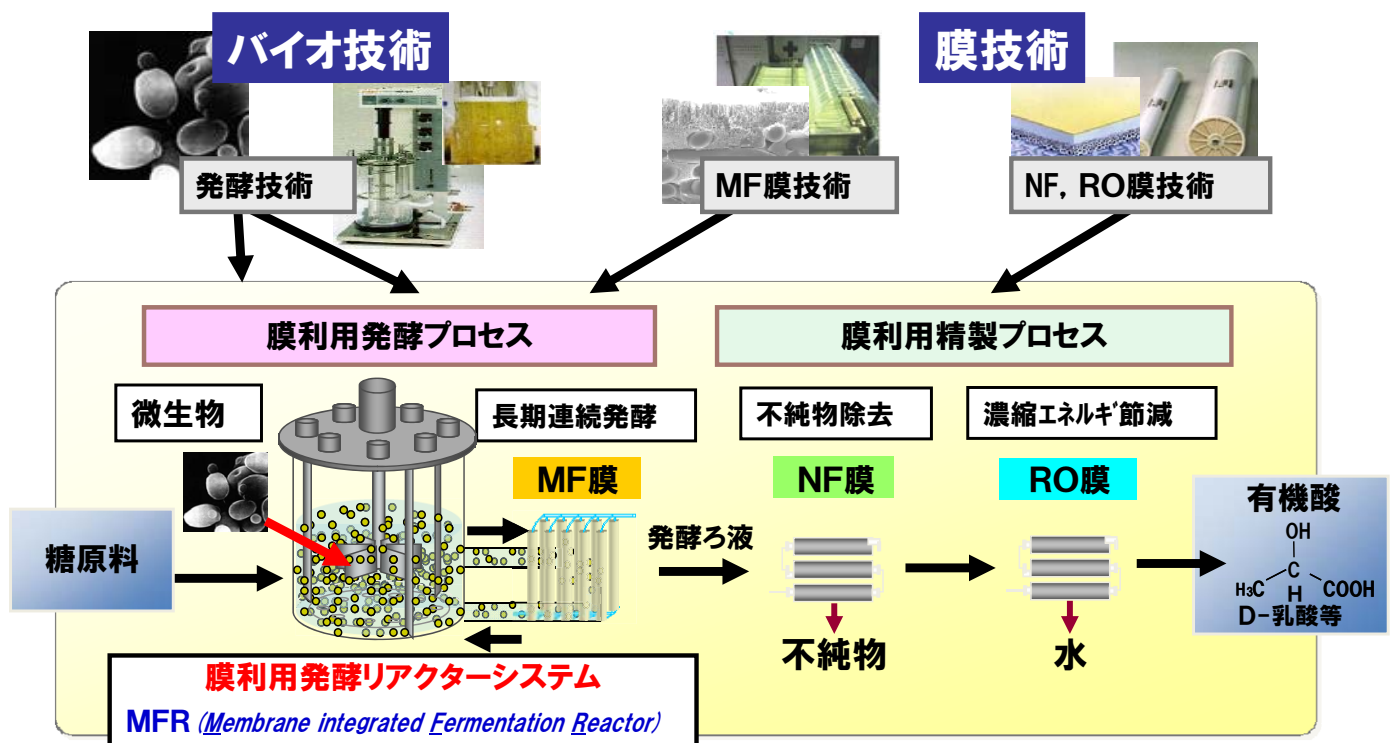 バイオ技術
膜技術
発酵技術
MF膜技術
NF, RO膜技術
膜利用発酵プロセス
膜利用精製プロセス
微生物
長期連続発酵
不純物除去
濃縮ｴﾈﾙｷﾞ節減
MF膜
NF膜
RO膜
糖原料
発酵ろ液
不純物
水
有機酸
OH
H₃C
C
COOH
H
D-乳酸等
膜利用発酵リアクターシステム
MFR (Membrane integrated Fermentation Reactor)